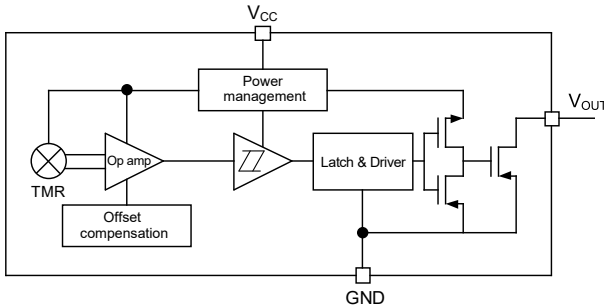 VCC
Power
management
VOUT
Op amp
Latch & Driver
TMR
Offset
compensation
GND